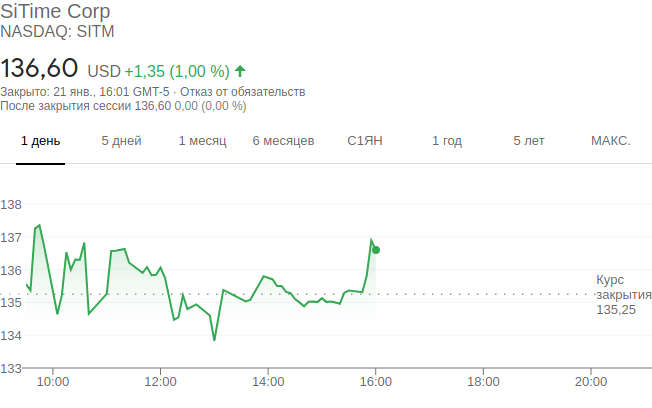 SiTime Corp
NASDAQ: SITM
136,60 USD +1,35 (1,00 %)
Закрыто: 21 янв., 16:01 GMT-5 · Отказ от обязательств
После закрытия сессии 136,60 0,00 (0,00 %)
1 день 5 дней 1 месяц 6 месяцев С1ЯН 1 год 5 лет МАКС.
138
137
136
135
134
133
Курс
закрытия
135,25
10:00 12:00 14:00 16:00 18:00 20:00